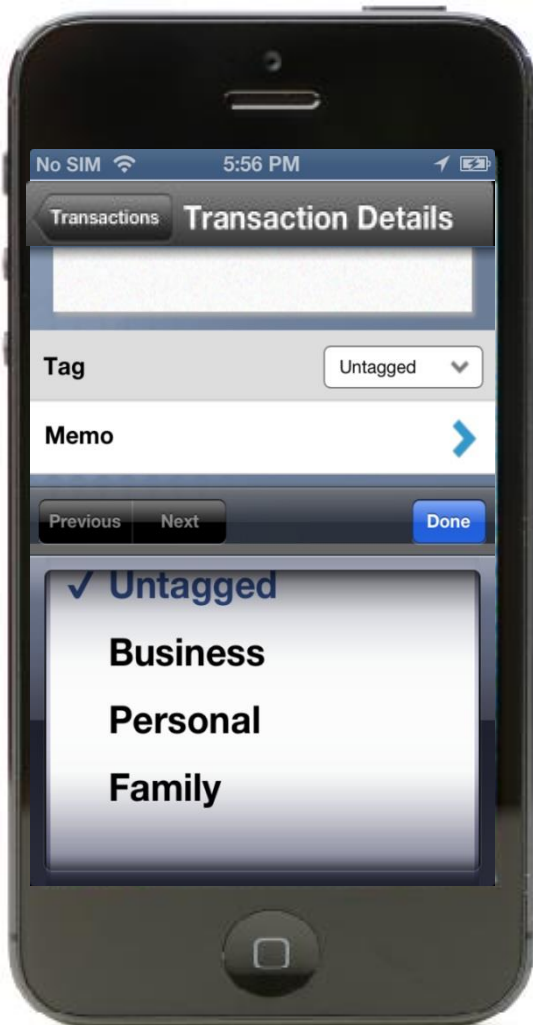 No SIM 5:56 PM
Transactions Transaction Details
Tag Untagged
Memo
Previous Next Done
✓ Untagged
Business
Personal
Family